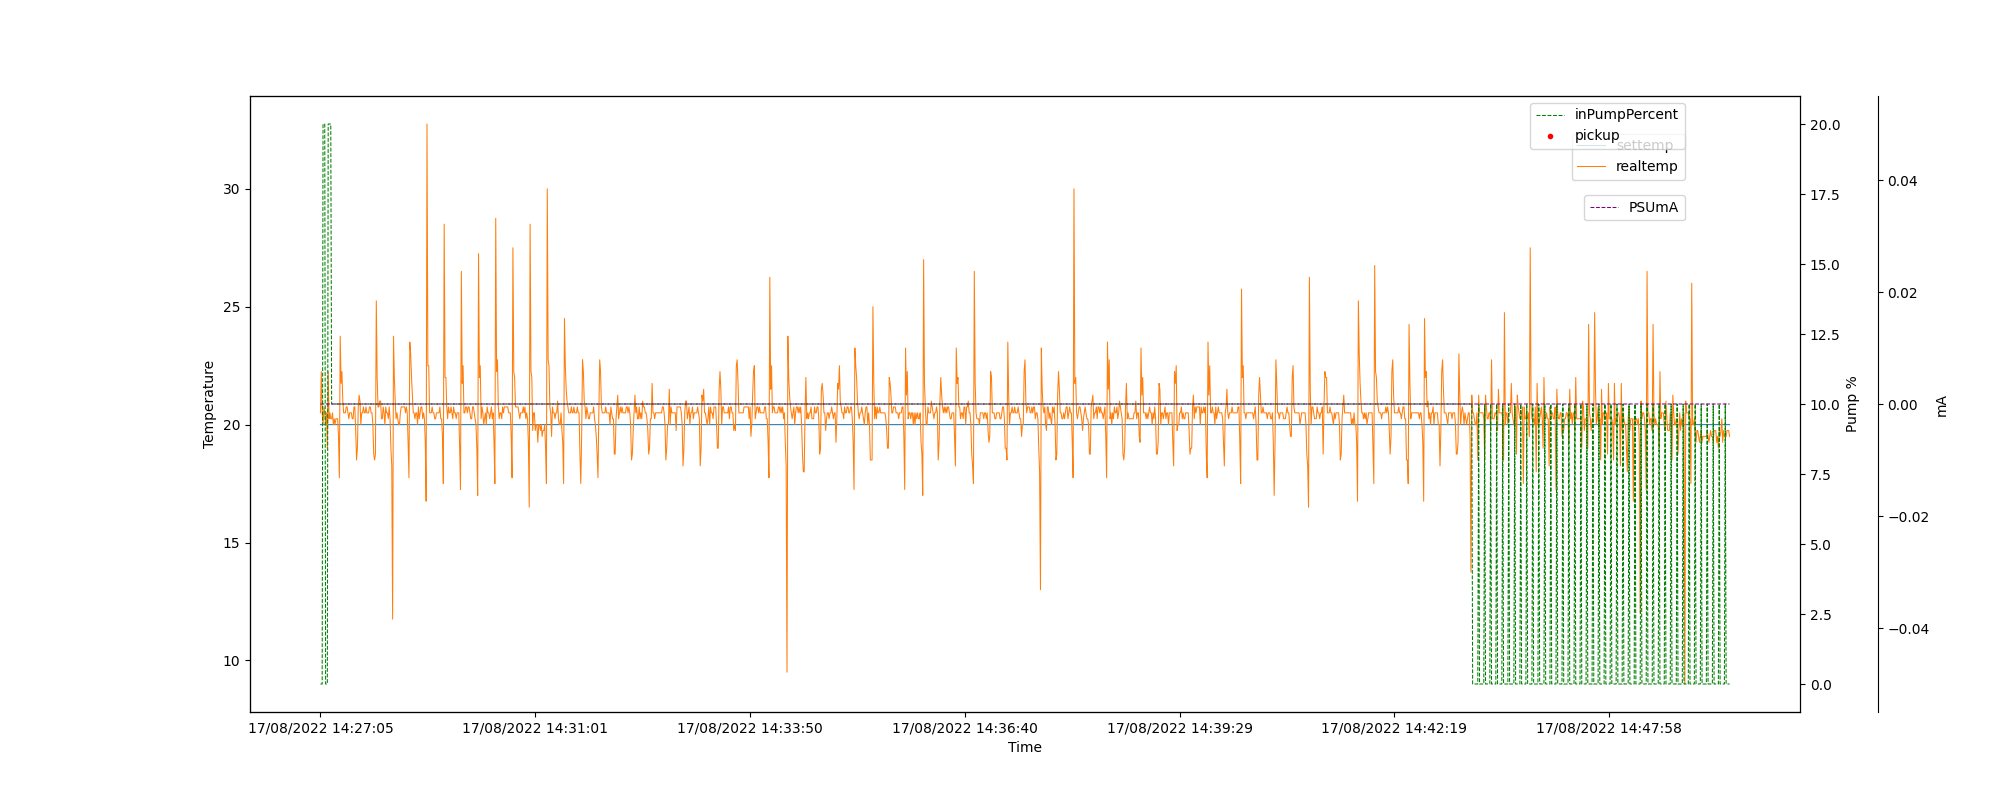 inPumpPercent
pickup
settemp
realtemp
PSUmA
Temperature
30
25
20
15
10
20.0
17.5
15.0
12.5
10.0
7.5
5.0
2.5
0.0
Pump %
0.04
0.02
0.00
−0.02
−0.04
mA
17/08/2022 14:27:05
17/08/2022 14:31:01
17/08/2022 14:33:50
17/08/2022 14:36:40
17/08/2022 14:39:29
17/08/2022 14:42:19
17/08/2022 14:47:58
Time